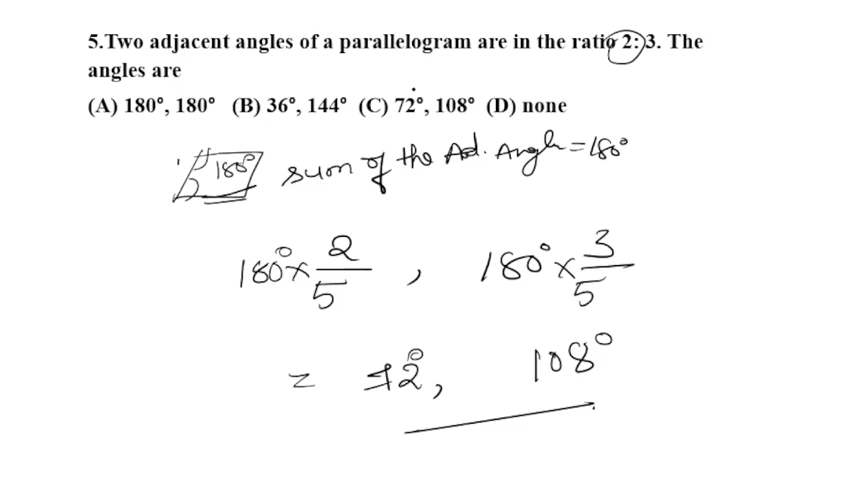 5.Two adjacent angles of a parallelogram are in the ratio 2: 3. The
angles are
(A) 180°, 180° (B) 36°, 144° (C) 72°, 108° (D) none
180° sum of the Ad. Angle = 180°
180° × 2/5 , 180° × 3/5
= 72°, 108°